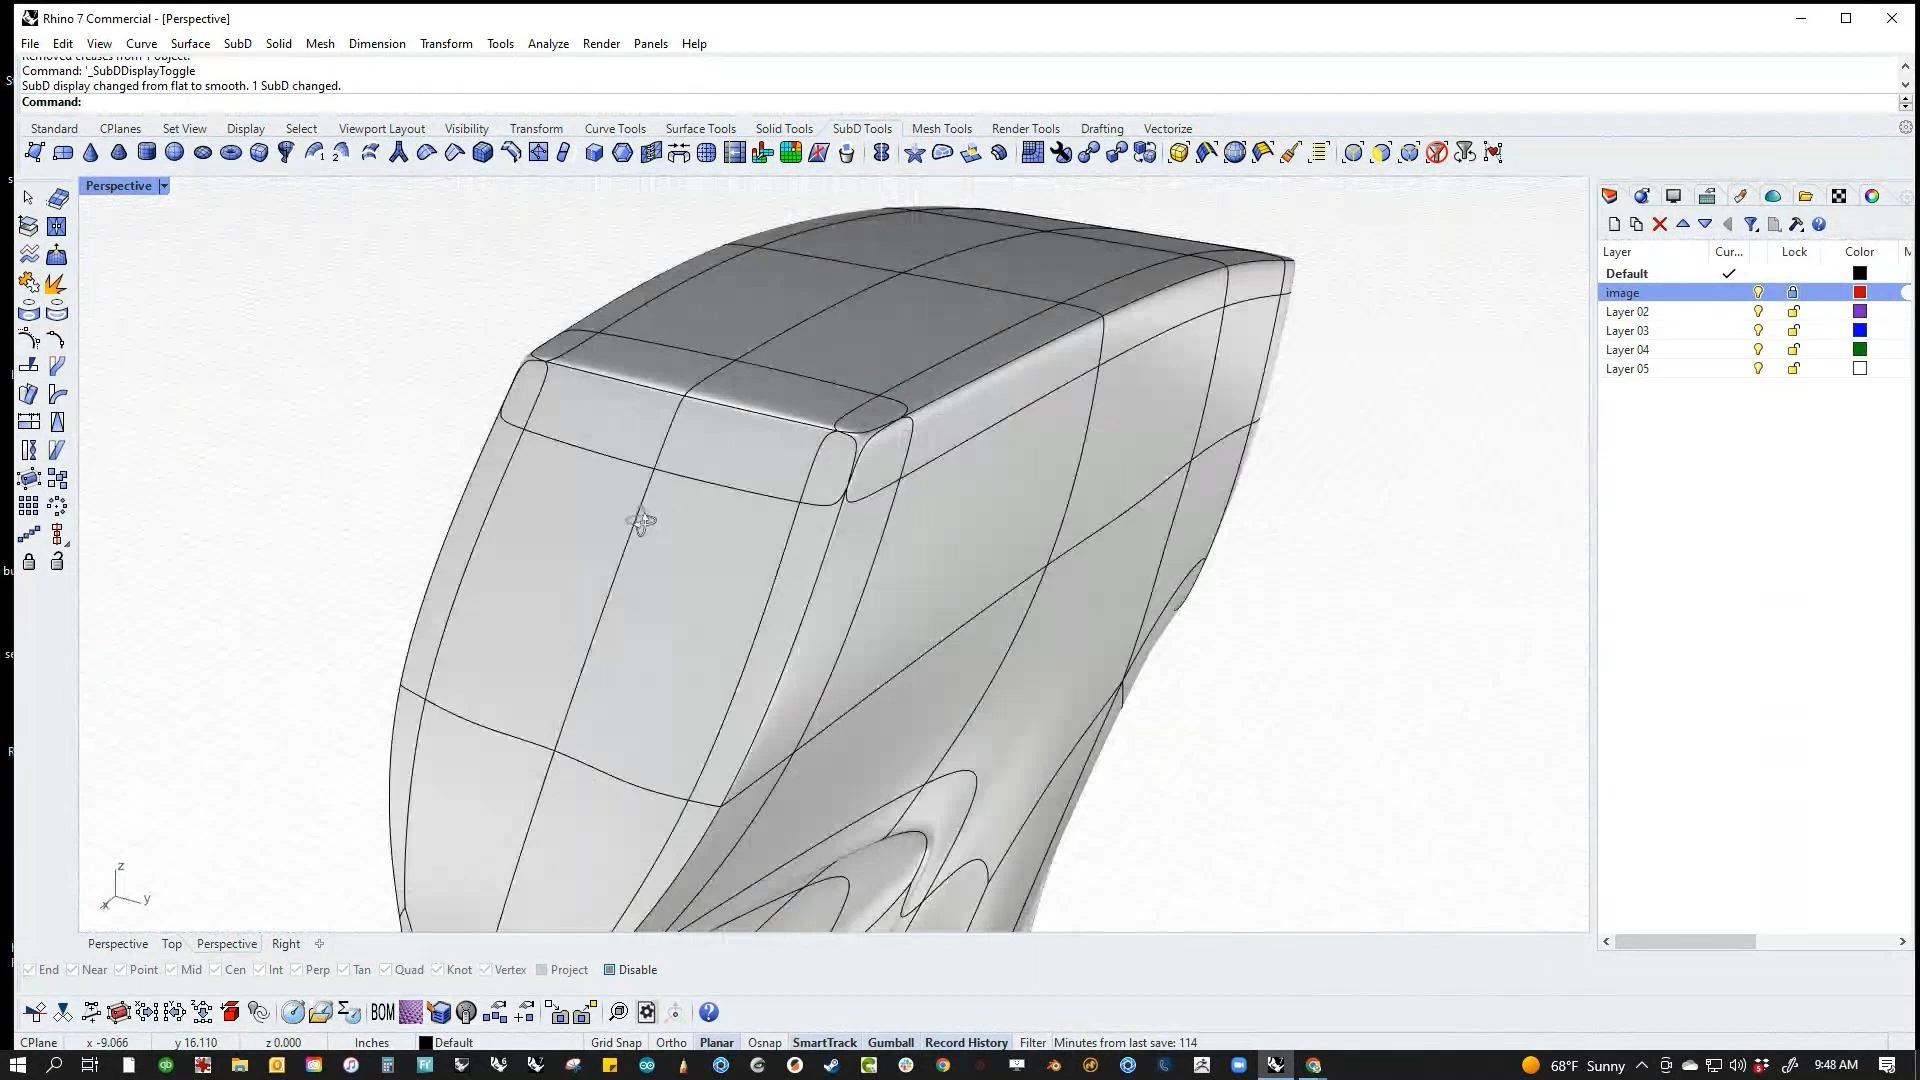 Rhino 7 Commercial - [Perspective]
File Edit View Curve Surface SubD Solid Mesh Dimension Transform Tools Analyze Render Panels Help
Removed creases from 1 object.
Command: '_SubDDisplayToggle
SubD display changed from flat to smooth. 1 SubD changed.
Command:
Standard CPlanes Set View Display Select Viewport Layout Visibility Transform Curve Tools Surface Tools Solid Tools SubD Tools Mesh Tools Render Tools Drafting Vectorize
Perspective
Layer Cur... Lock Color M
Default
image
Layer 02
Layer 03
Layer 04
Layer 05
z
x y
Perspective Top Perspective Right
End Near Point Mid Cen Int Perp Tan Quad Knot Vertex Project Disable
BOM
CPlane x -9.066 y 16.110 z 0.000 Inches Default Grid Snap Ortho Planar Osnap SmartTrack Gumball Record History Filter Minutes from last save: 114
68°F Sunny 9:48 AM